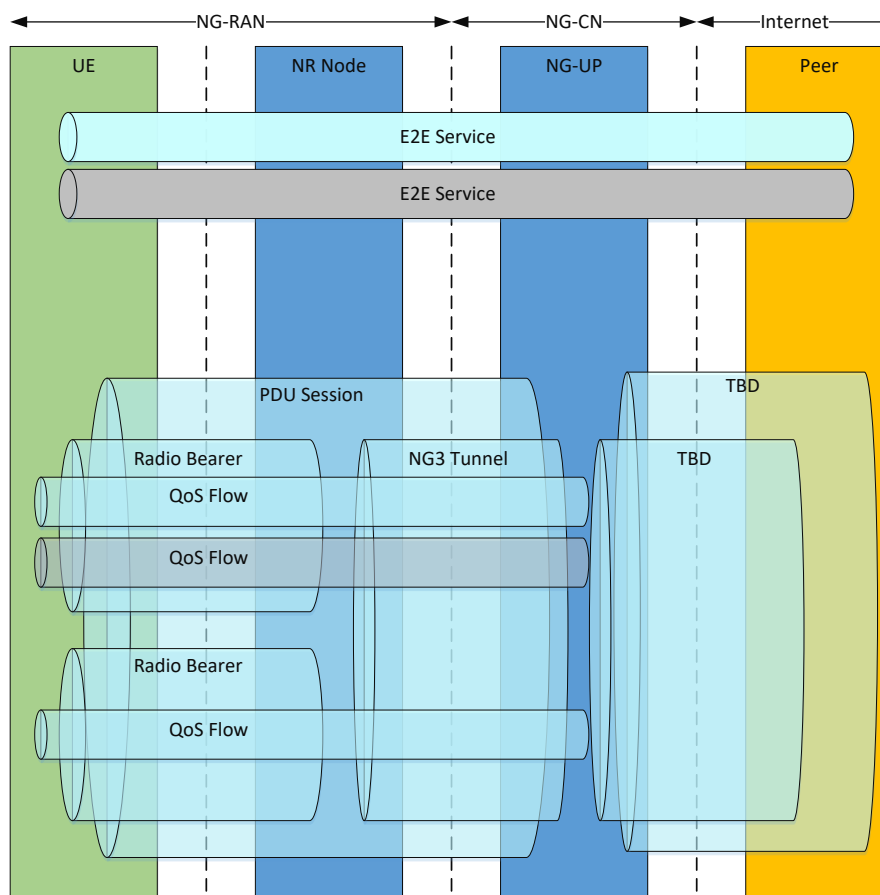 NG-RAN
NG-CN
Internet
UE
NR Node
NG-UP
Peer
E2E Service
E2E Service
PDU Session
TBD
Radio Bearer
NG3 Tunnel
TBD
QoS Flow
QoS Flow
Radio Bearer
QoS Flow